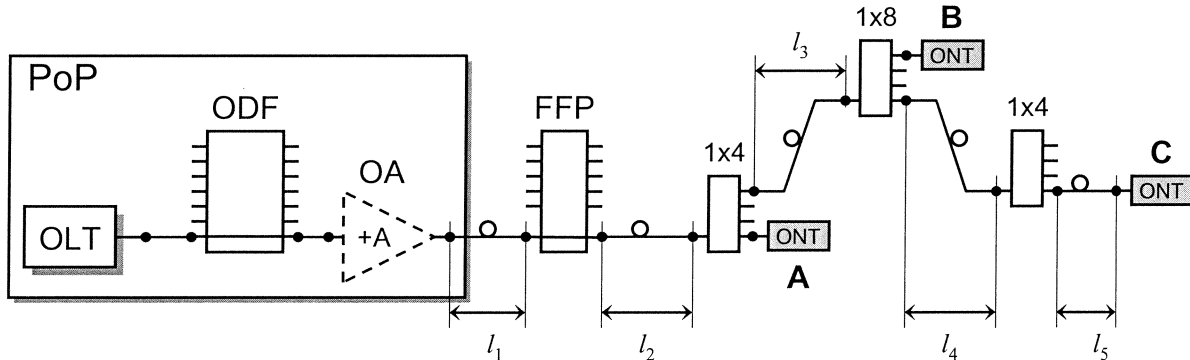 PoP
ODF
OA
OLT
+A
FFP
1x4
ONT
A
1x8
B
ONT
1x4
C
ONT
l1
l2
l3
l4
l5